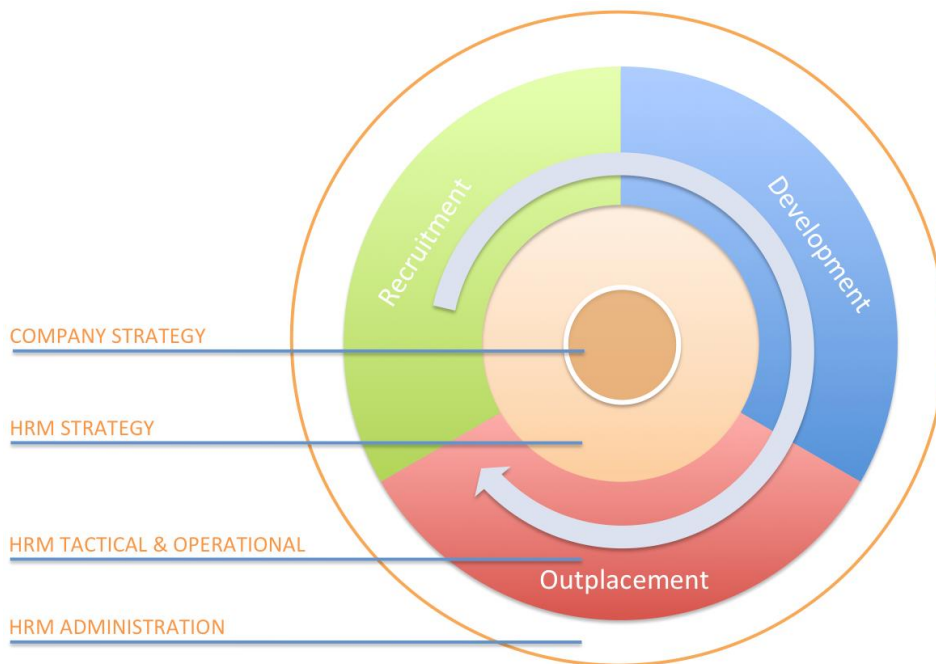 Recruitment
Development
COMPANY STRATEGY
HRM STRATEGY
HRM TACTICAL & OPERATIONAL
Outplacement
HRM ADMINISTRATION